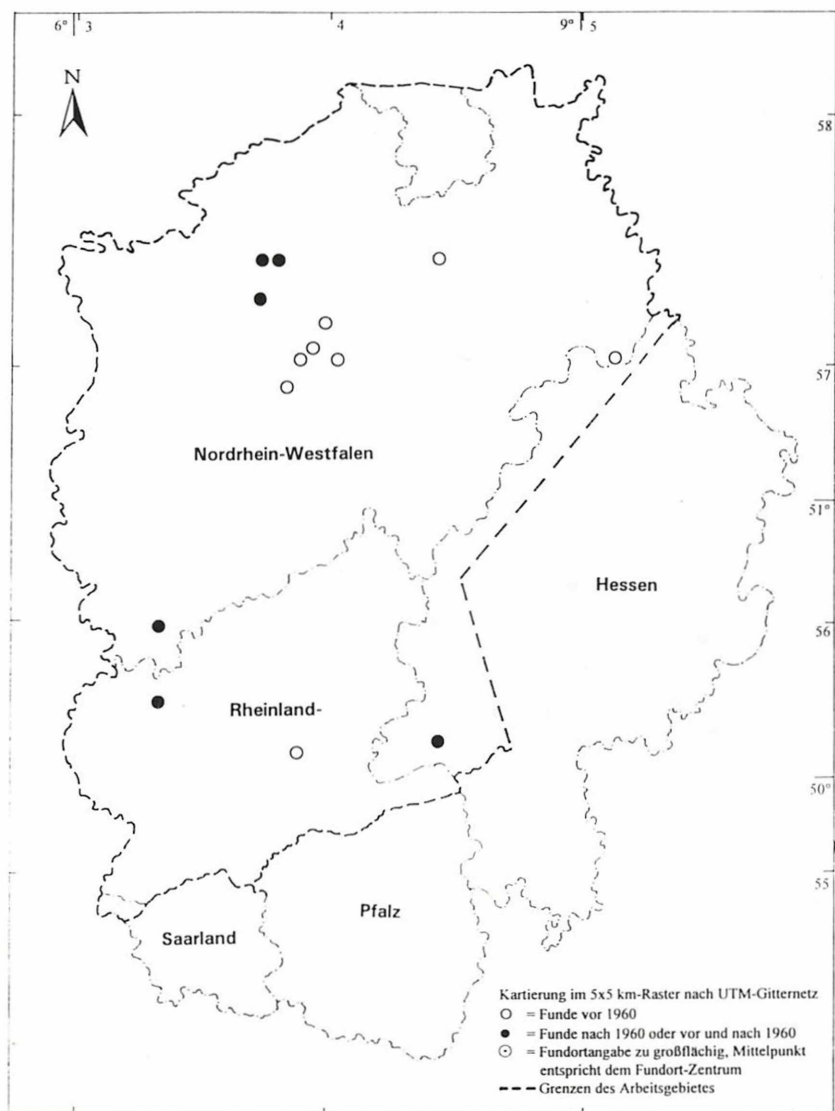 6° 3 4 9° 5
N
58
57
Nordrhein-Westfalen
51°
Hessen
56
Rheinland-
50°
55
Pfalz
Saarland
Kartierung im 5x5 km-Raster nach UTM-Gitternetz
= Funde vor 1960
= Funde nach 1960 oder vor und nach 1960
= Fundortangabe zu großflächig, Mittelpunkt
entspricht dem Fundort-Zentrum
= Grenzen des Arbeitsgebietes